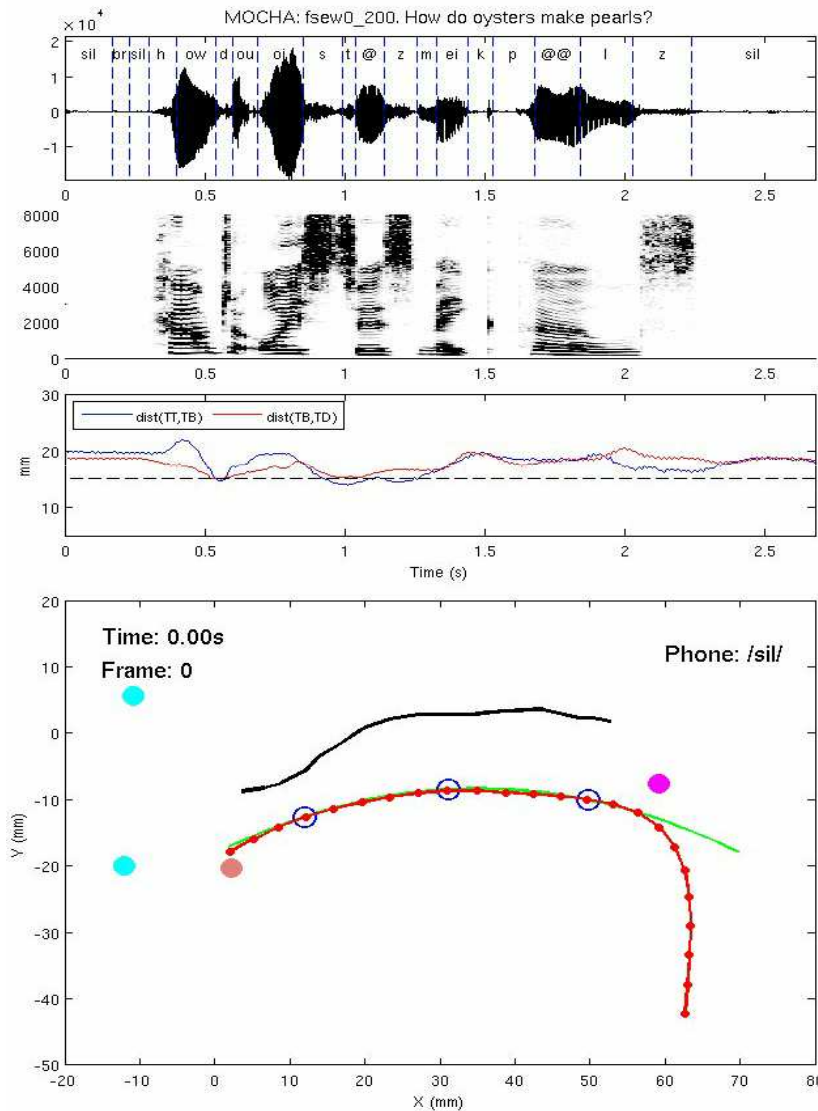 MOCHA: fsew0_200. How do oysters make pearls?
× 10⁴
2
1
0
-1
sil br sil h ow d ou oi s t @ z m ei k p @@ l z sil
0 0.5 1 1.5 2 2.5
8000
6000
4000
2000
0
0 0.5 1 1.5 2 2.5
30
20
10
mm
dist(TT,TB) dist(TB,TD)
0 0.5 1 1.5 2 2.5
Time (s)
20
10
0
-10
-20
-30
-40
-50
Y (mm)
Time: 0.00s
Frame: 0
Phone: /sil/
-20 -10 0 10 20 30 40 50 60 70 80
X (mm)